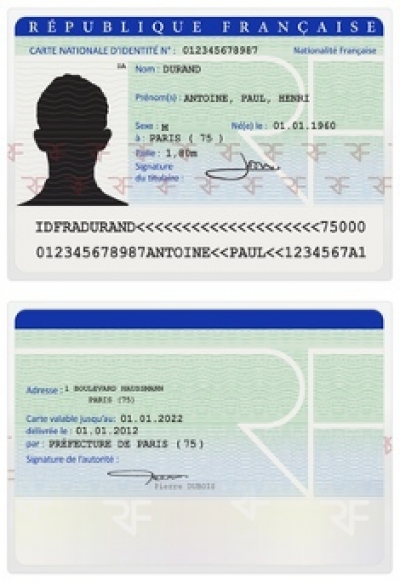 RÉPUBLIQUE FRANÇAISE
CARTE NATIONALE D'IDENTITÉ N° : 012345678987 Nationalité Française
Nom : DURAND
Prénom(s) : ANTOINE, PAUL, HENRI
Sexe : M Né(e) le : 01.01.1960
à : PARIS ( 75 )
Taille : 1,80m
Signature
du titulaire :
IDFRADURAND<<<<<<<<<<<<<<<<<<<75000
012345678987ANTOINE<<PAUL<<1234567A1
Adresse : 1 BOULEVARD HAUSSMANN
PARIS (75)
Carte valable jusqu'au : 01.01.2022
délivrée le : 01.01.2012
par : PRÉFECTURE DE PARIS ( 75 )
Signature de l'autorité :
Pierre DUBOIS